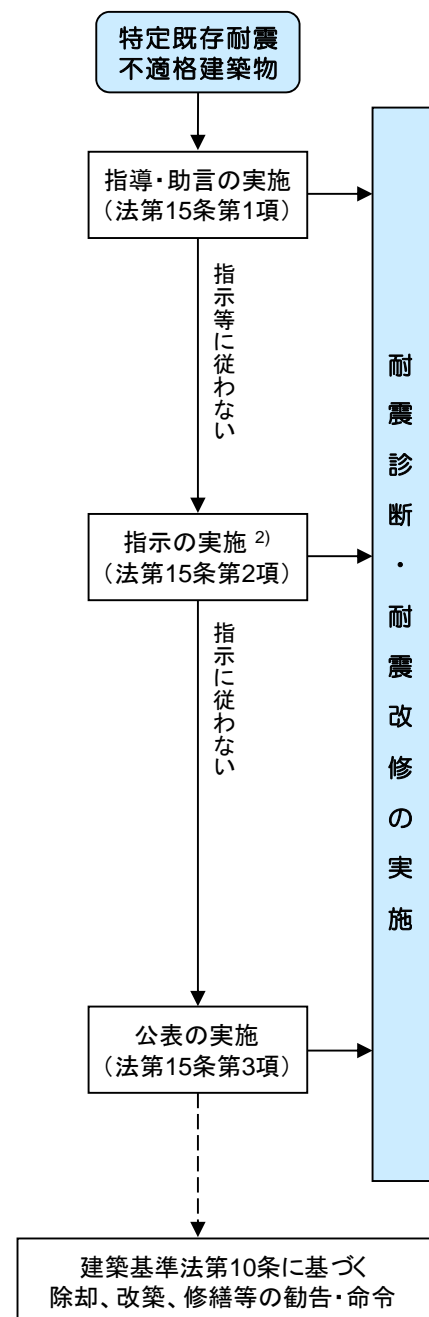 特定既存耐震
不適格建築物
指導・助言の実施
（法第15条第1項）
指示等に従わない
指示の実施 2)
（法第15条第2項）
指示に従わない
公表の実施
（法第15条第3項）
建築基準法第10条に基づく
除却、改築、修繕等の勧告・命令
耐震診断・耐震改修の実施